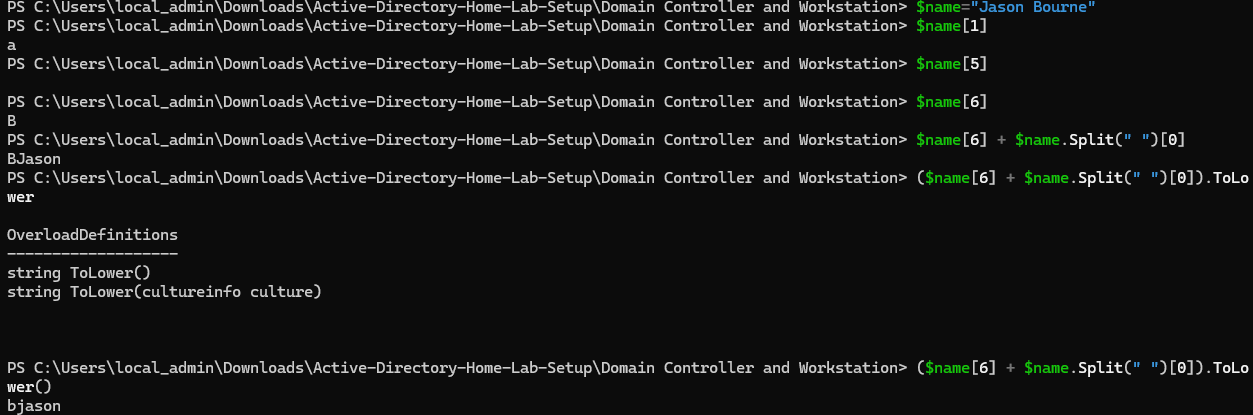 PS C:\Users\local_admin\Downloads\Active-Directory-Home-Lab-Setup\Domain Controller and Workstation> $name="Jason Bourne"
PS C:\Users\local_admin\Downloads\Active-Directory-Home-Lab-Setup\Domain Controller and Workstation> $name[1]
a
PS C:\Users\local_admin\Downloads\Active-Directory-Home-Lab-Setup\Domain Controller and Workstation> $name[5]
PS C:\Users\local_admin\Downloads\Active-Directory-Home-Lab-Setup\Domain Controller and Workstation> $name[6]
B
PS C:\Users\local_admin\Downloads\Active-Directory-Home-Lab-Setup\Domain Controller and Workstation> $name[6] + $name.Split(" ")[0]
BJason
PS C:\Users\local_admin\Downloads\Active-Directory-Home-Lab-Setup\Domain Controller and Workstation> ($name[6] + $name.Split(" ")[0]).ToLo
wer
OverloadDefinitions
-------------------
string ToLower()
string ToLower(cultureinfo culture)
PS C:\Users\local_admin\Downloads\Active-Directory-Home-Lab-Setup\Domain Controller and Workstation> ($name[6] + $name.Split(" ")[0]).ToLo
wer()
bjason